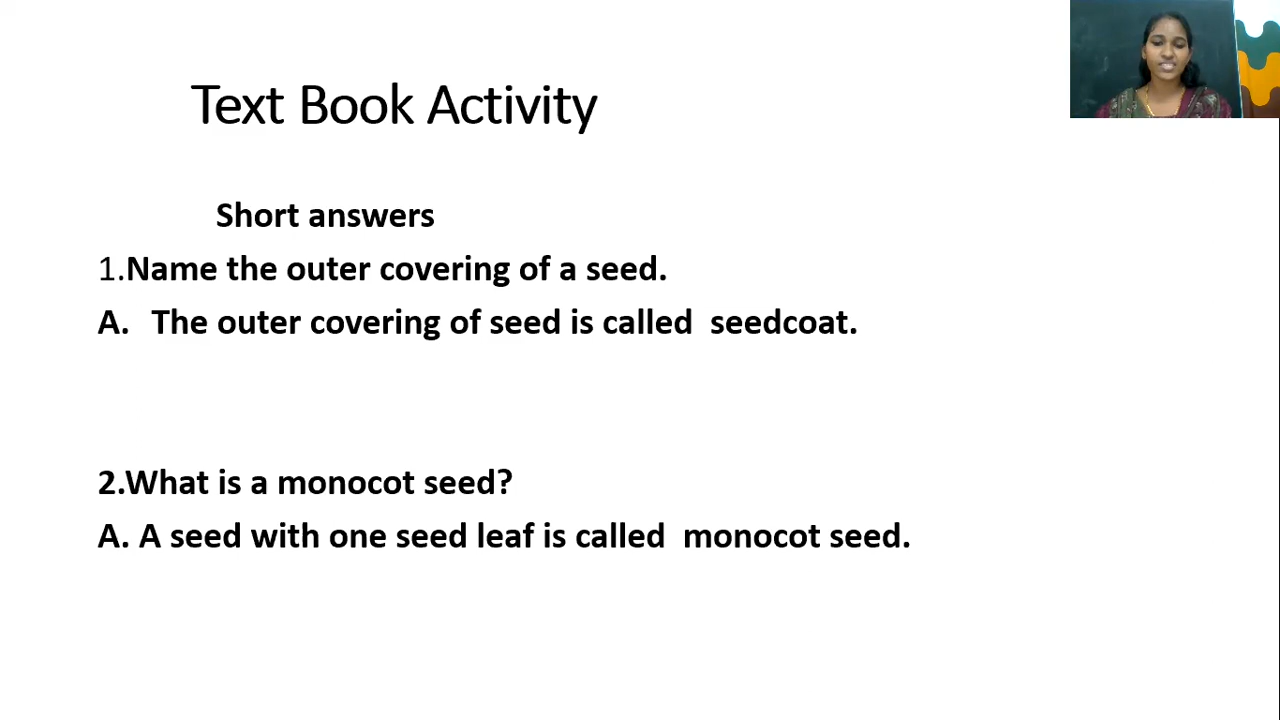 Text Book Activity
Short answers
1.Name the outer covering of a seed.
A. The outer covering of seed is called seedcoat.
2.What is a monocot seed?
A. A seed with one seed leaf is called monocot seed.